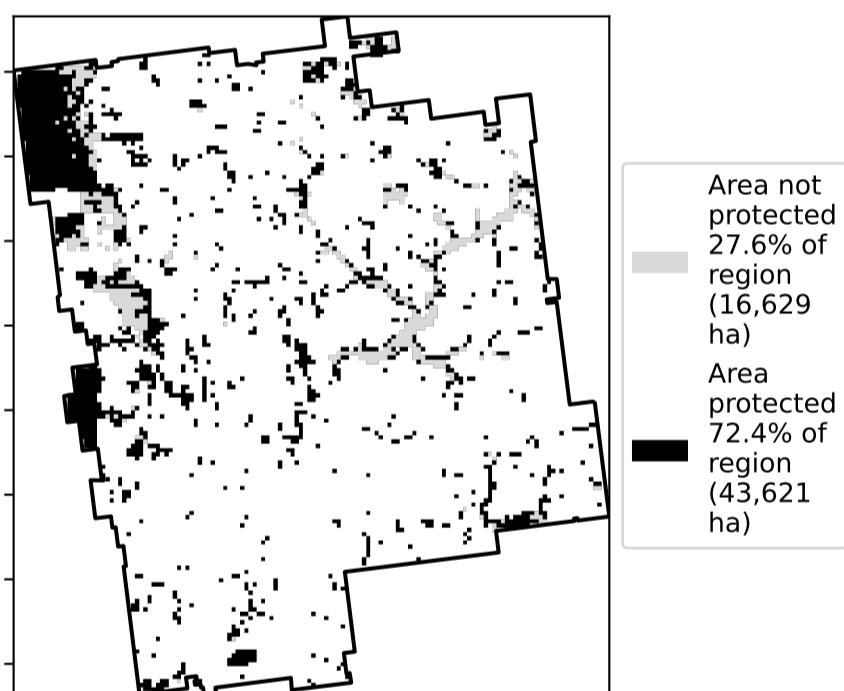 Area not
protected
27.6% of
region
(16,629
ha)
Area
protected
72.4% of
region
(43,621
ha)